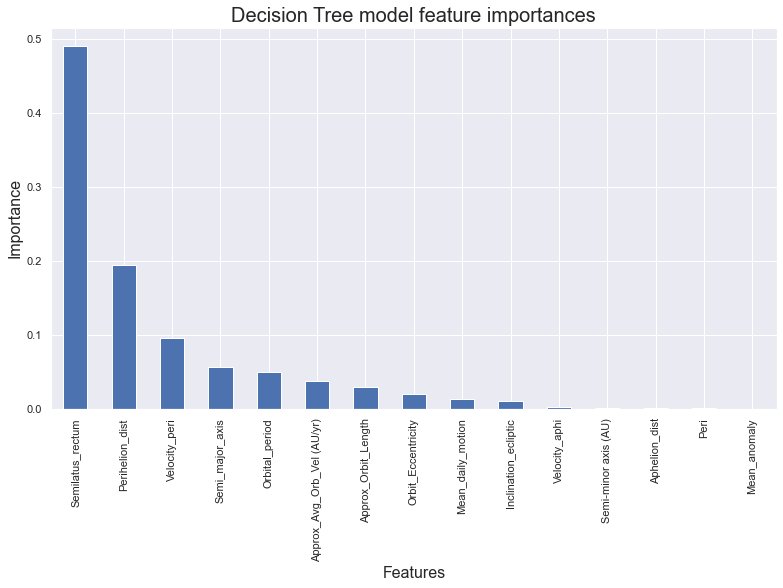 Decision Tree model feature importances
Importance
0.5
0.4
0.3
0.2
0.1
0.0
Semilatus_rectum
Perihelion_dist
Velocity_peri
Semi_major_axis
Orbital_period
Approx_Avg_Orb_Vel (AU/yr)
Approx_Orbit_Length
Orbit_Eccentricity
Mean_daily_motion
Inclination_ecliptic
Velocity_aphi
Semi-minor axis (AU)
Aphelion_dist
Peri
Mean_anomaly
Features